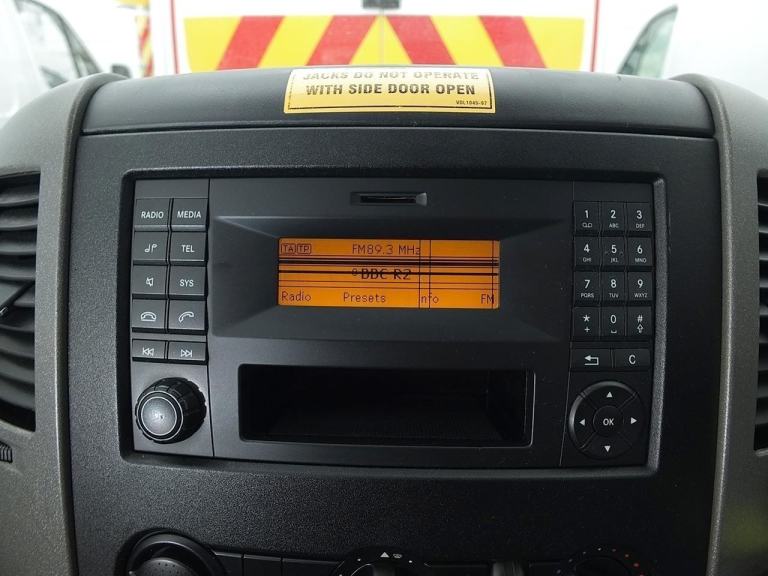 JACKS DO NOT OPERATE
WITH SIDE DOOR OPEN
VDL1045-97
RADIO MEDIA
TEL
SYS
TA TP FM89.3 MHz
BBC R2
Radio Presets Info FM
1 2 3
ABC DEF
4 5 6
GHI JKL MNO
7 8 9
PQRS TUV WXYZ
* 0 #
+
C
OK